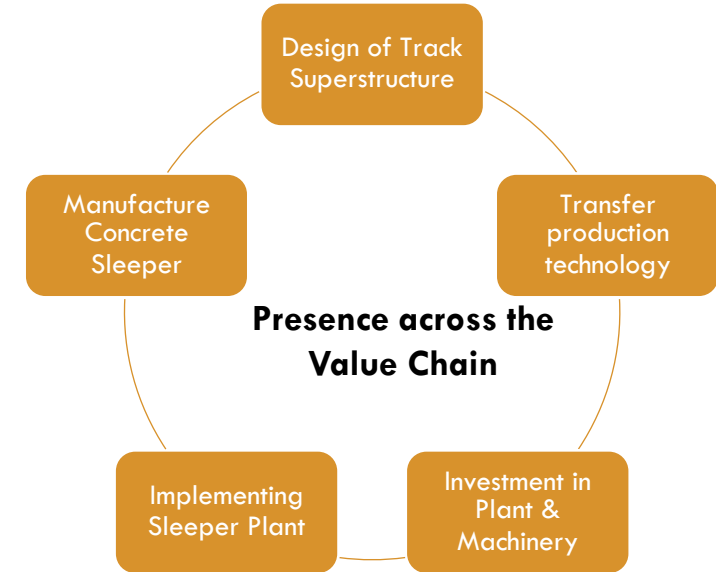 Design of Track
Superstructure
Transfer
production
technology
Investment in
Plant &
Machinery
Implementing
Sleeper Plant
Manufacture
Concrete
Sleeper
Presence across the
Value Chain